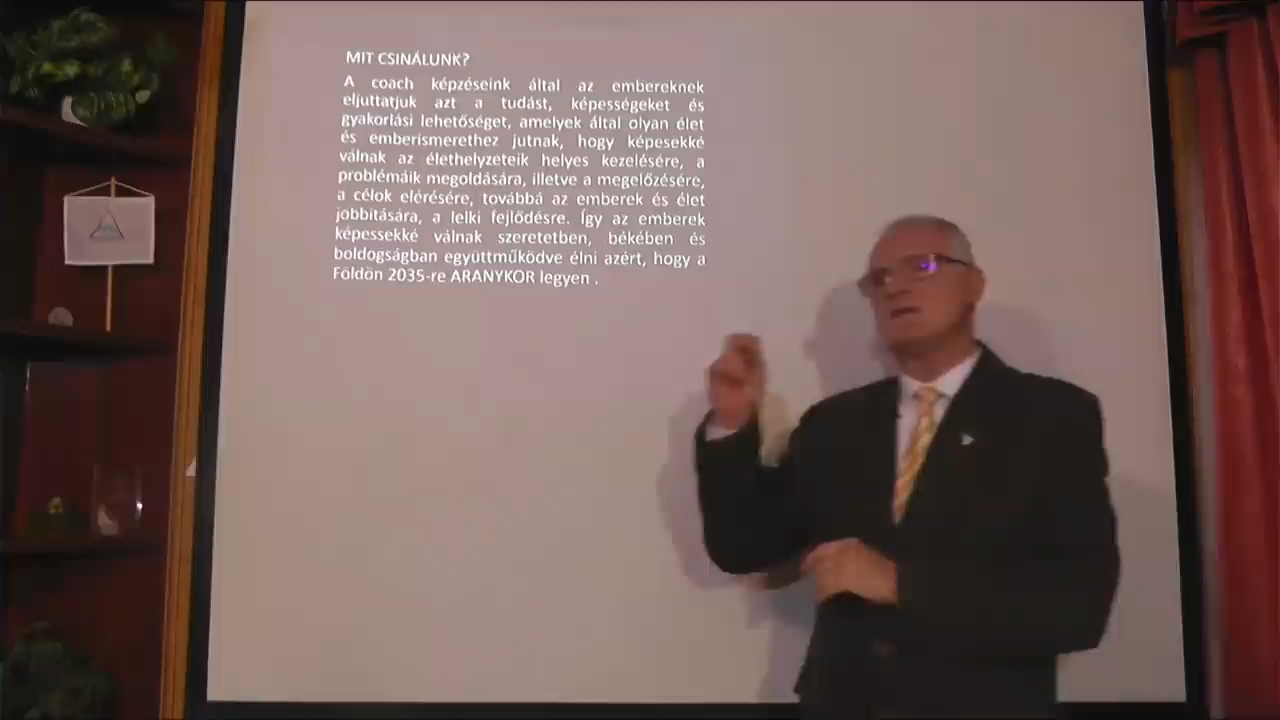 MIT CSINÁLUNK?
A coach képzéseink által az embereknek
eljuttatjuk azt a tudást, képességeket és
gyakorlási lehetőséget, amelyek által olyan élet
és emberismerethez jutnak, hogy képesekké
válnak az élethelyzeteik helyes kezelésére, a
problémáik megoldására, illetve a megelőzésére,
a célok elérésére, továbbá az emberek és élet
jobbítására, a lelki fejlődésre. Így az emberek
képessekké válnak szeretetben, békében és
boldogságban együttműködve élni azért, hogy a
Földön 2035-re ARANYKOR legyen .